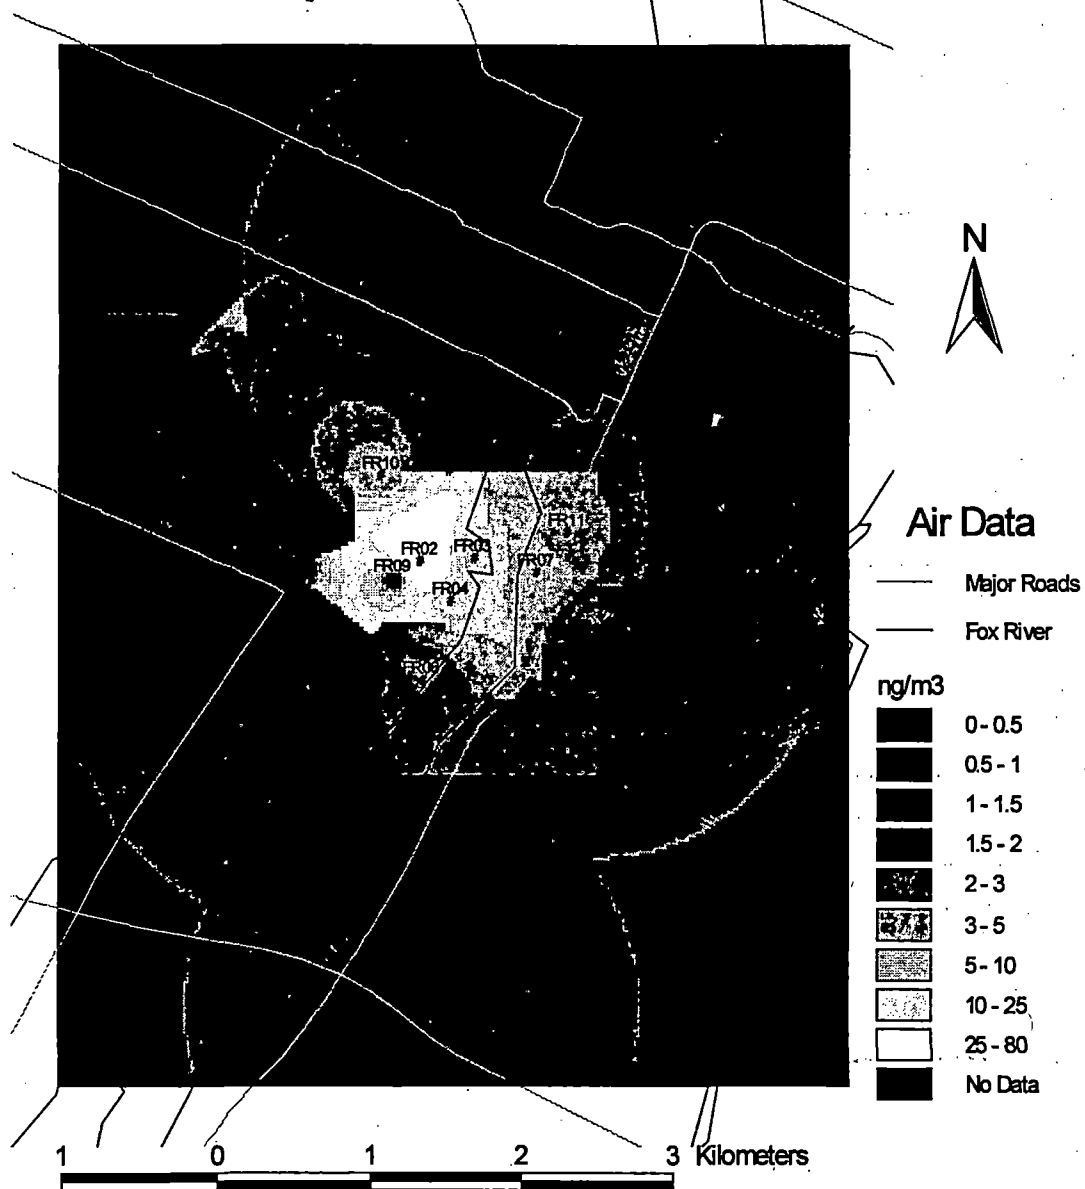 N
FR10
FR11
FR02
FR03
FR07
FR09
FR04
Air Data
Major Roads
Fox River
ng/m3
0 - 0.5
0.5 - 1
1 - 1.5
1.5 - 2
2 - 3
3 - 5
5 - 10
10 - 25
25 - 80
No Data
1 0 1 2 3 Kilometers